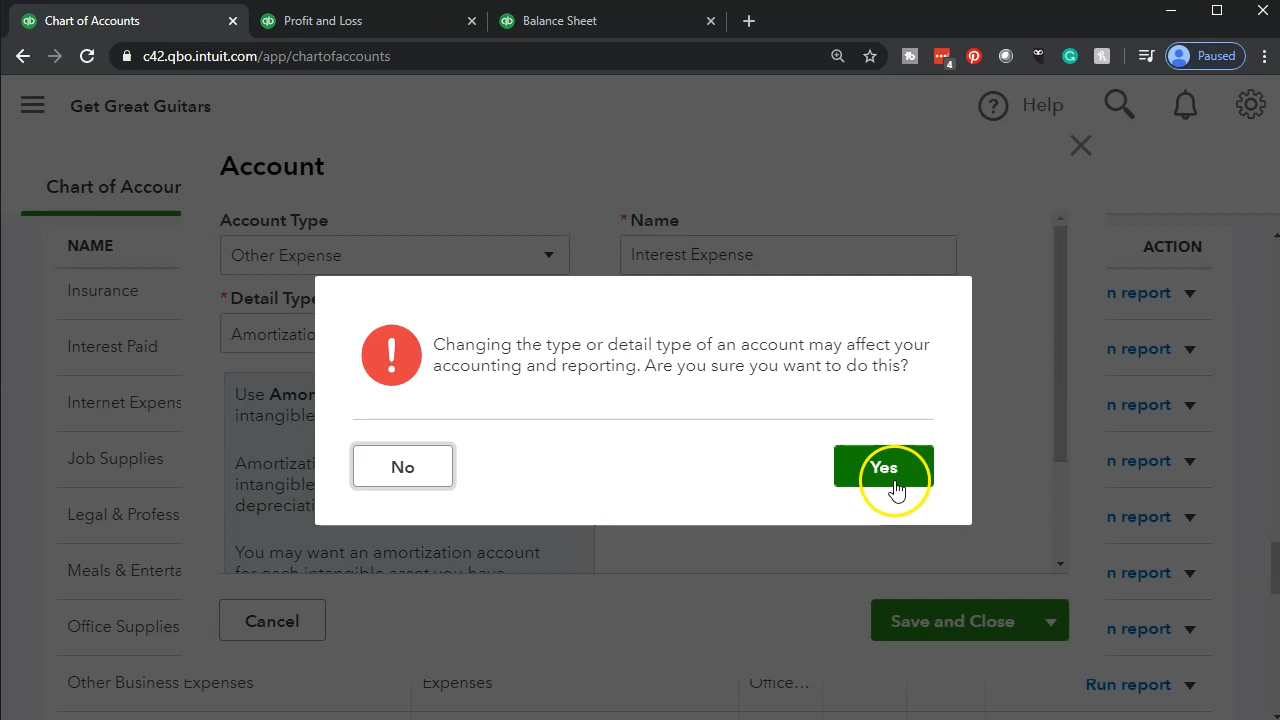 Chart of Accounts
Profit and Loss
Balance Sheet
c42.qbo.intuit.com/app/chartofaccounts
4
Paused
Get Great Guitars
Help
Account
Chart of Accour
Account Type
* Name
NAME
ACTION
Other Expense
Interest Expense
Insurance
* Detail Type
n report
Amortizatio
Changing the type or detail type of an account may affect your
accounting and reporting. Are you sure you want to do this?
Interest Paid
n report
Use Amor
intangible
Internet Expens
n report
Job Supplies
Amortizati
intangible
depreciati
n report
No
Yes
Legal & Profess
n report
You may want an amortization account
for each intangible asset you have
Meals & Enterta
n report
Office Supplies
Cancel
Save and Close
n report
Other Business Expenses
Expenses
Office...
Run report